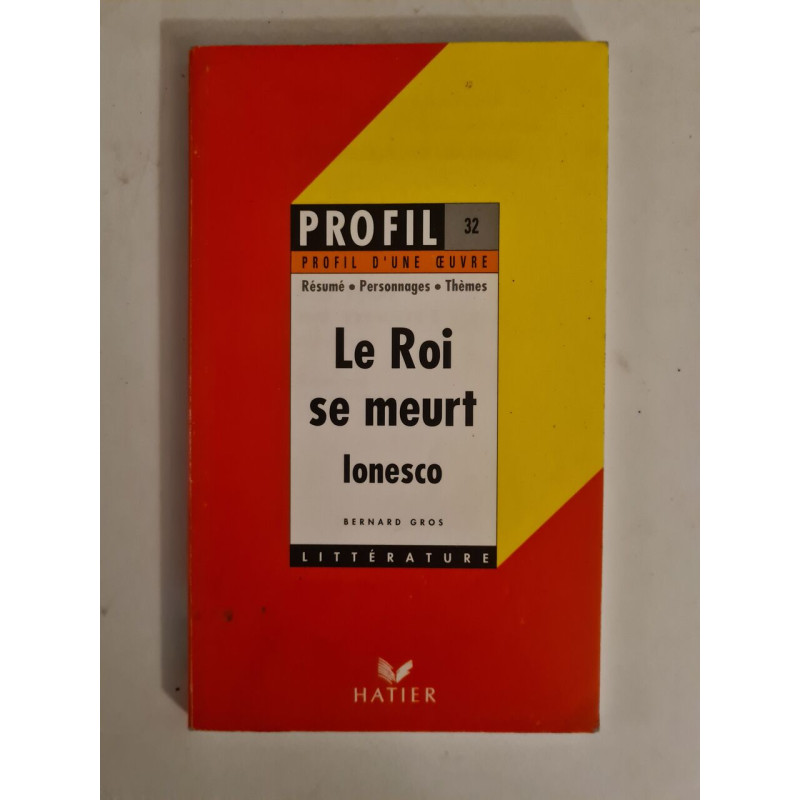 PROFIL 32
PROFIL D'UNE ŒUVRE
Résumé • Personnages • Thèmes
Le Roi
se meurt
Ionesco
BERNARD GROS
LITTÉRATURE
HATIER